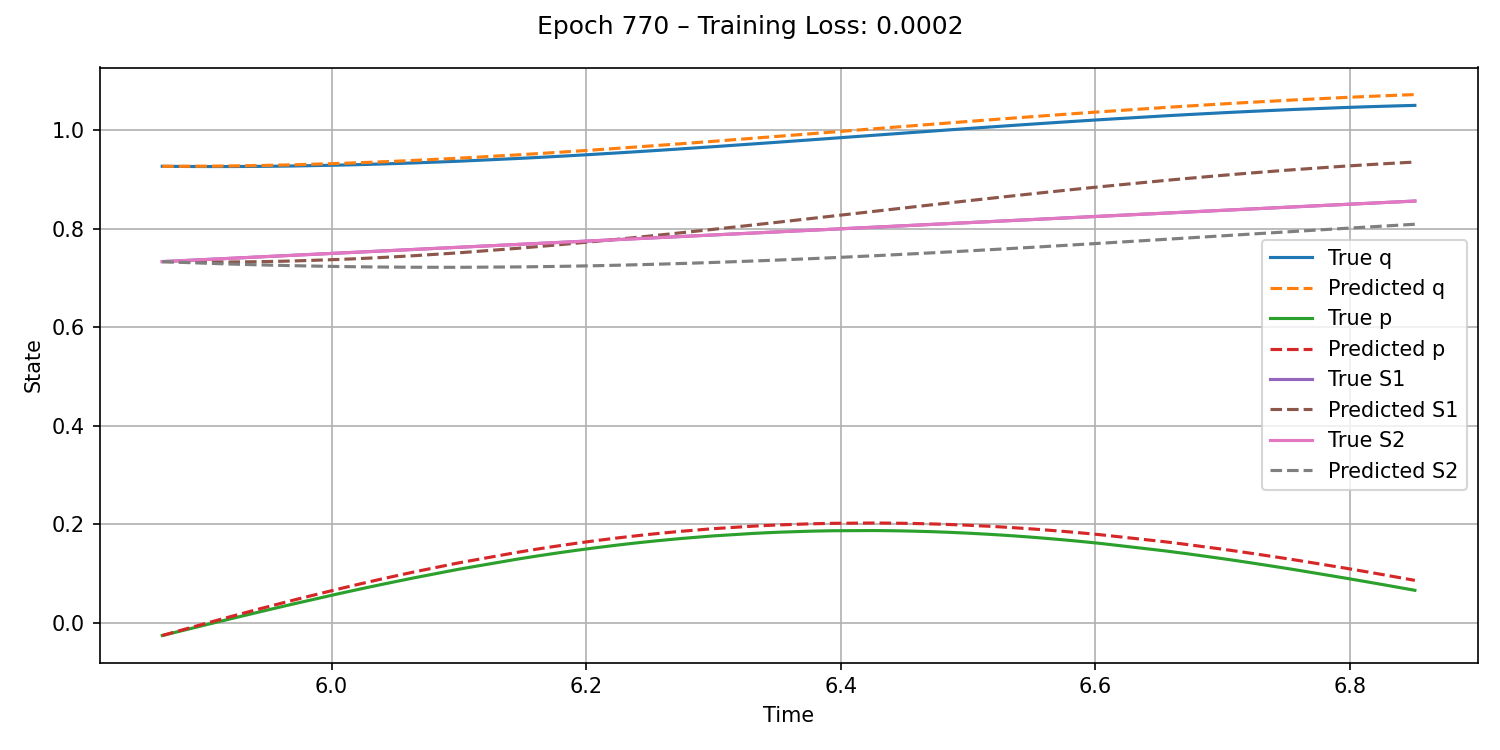 Epoch 770 – Training Loss: 0.0002
1.0
0.8
0.6
0.4
0.2
0.0
State
True q
Predicted q
True p
Predicted p
True S1
Predicted S1
True S2
Predicted S2
6.0 6.2 6.4 6.6 6.8
Time